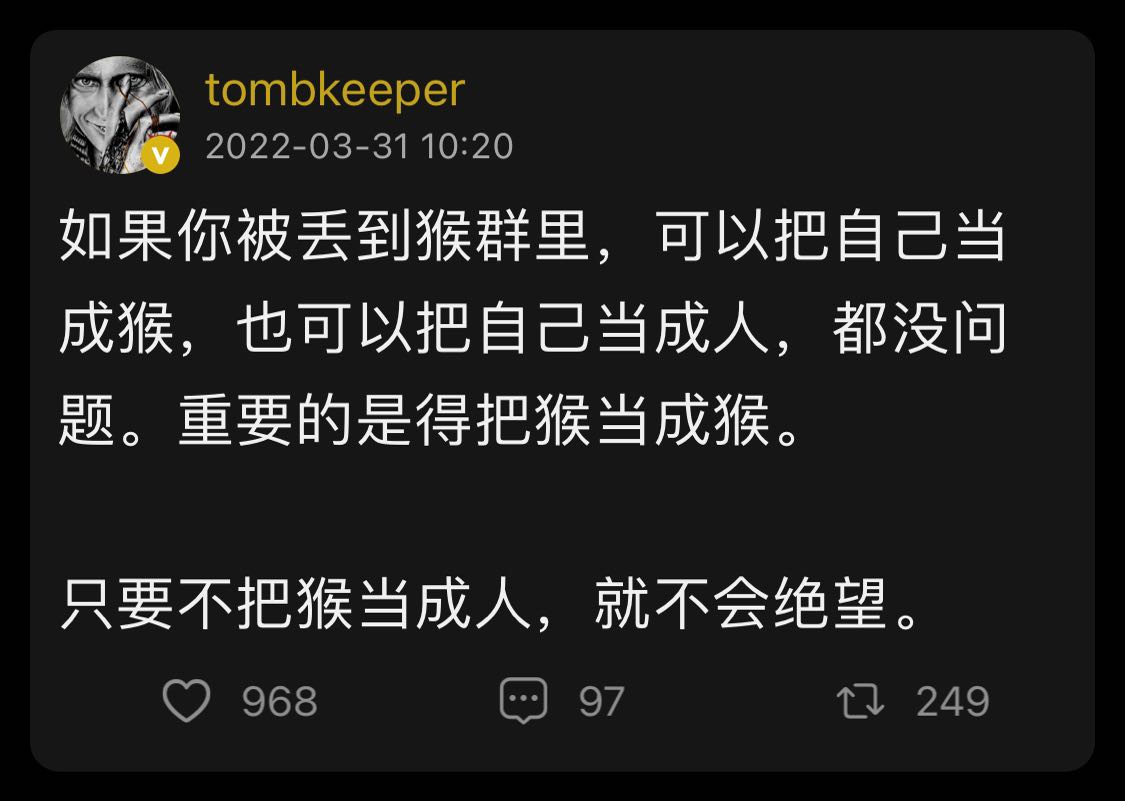 tombkeeper
2022-03-31 10:20
如果你被丢到猴群里，可以把自己当
成猴，也可以把自己当成人，都没问
题。重要的是得把猴当成猴。
只要不把猴当成人，就不会绝望。
968 97 249